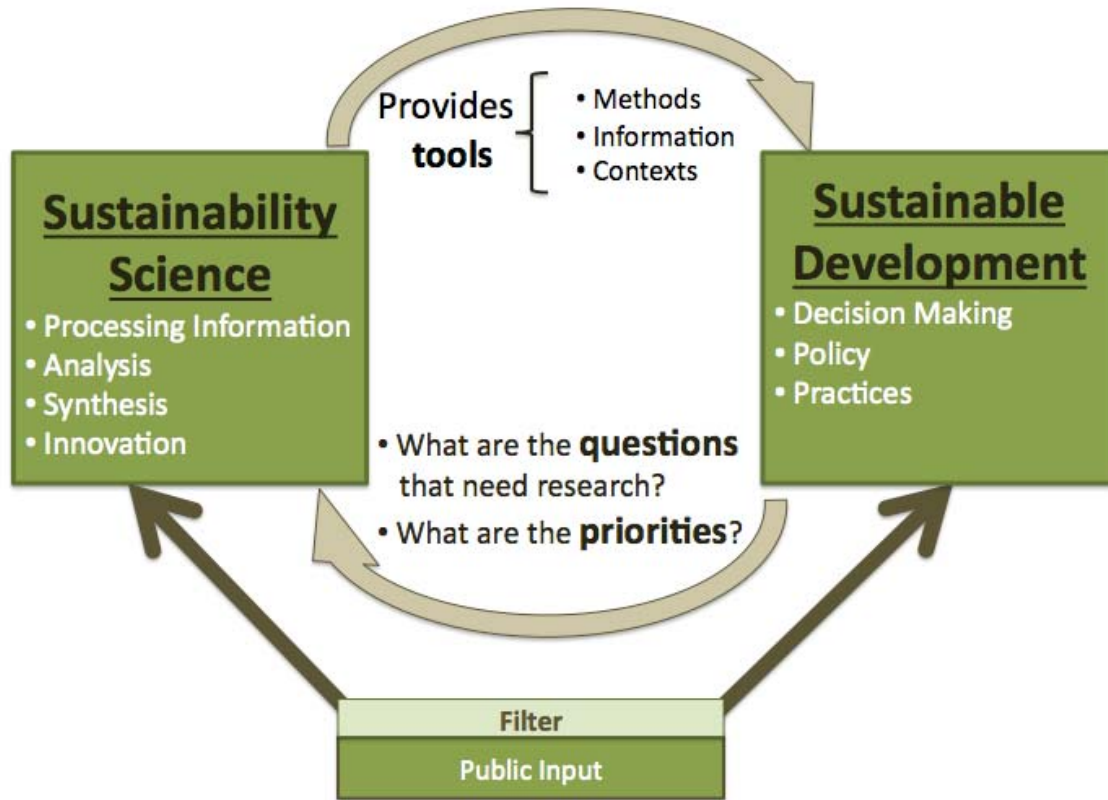 Provides
tools
• Methods
• Information
• Contexts
Sustainability
Science
• Processing Information
• Analysis
• Synthesis
• Innovation
Sustainable
Development
• Decision Making
• Policy
• Practices
• What are the questions
that need research?
• What are the priorities?
Filter
Public Input